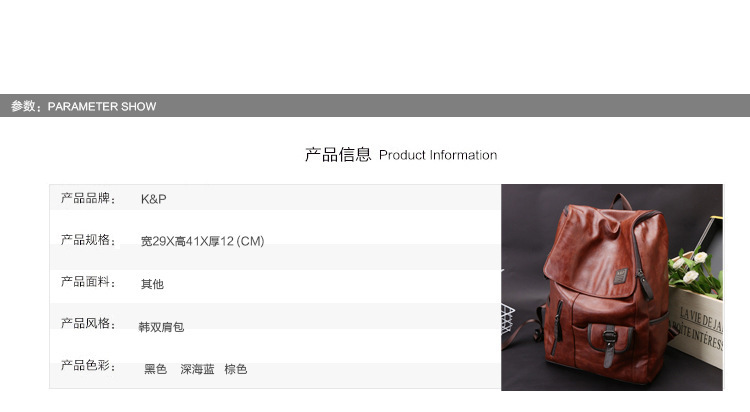 参数：PARAMETER SHOW
产品信息 Product Information
产品品牌： K&P
产品规格： 宽29X高41X厚12 (CM)
产品面料： 其他
产品风格： 韩双肩包
产品色彩： 黑色 深海蓝 棕色
LA VIE DE JA